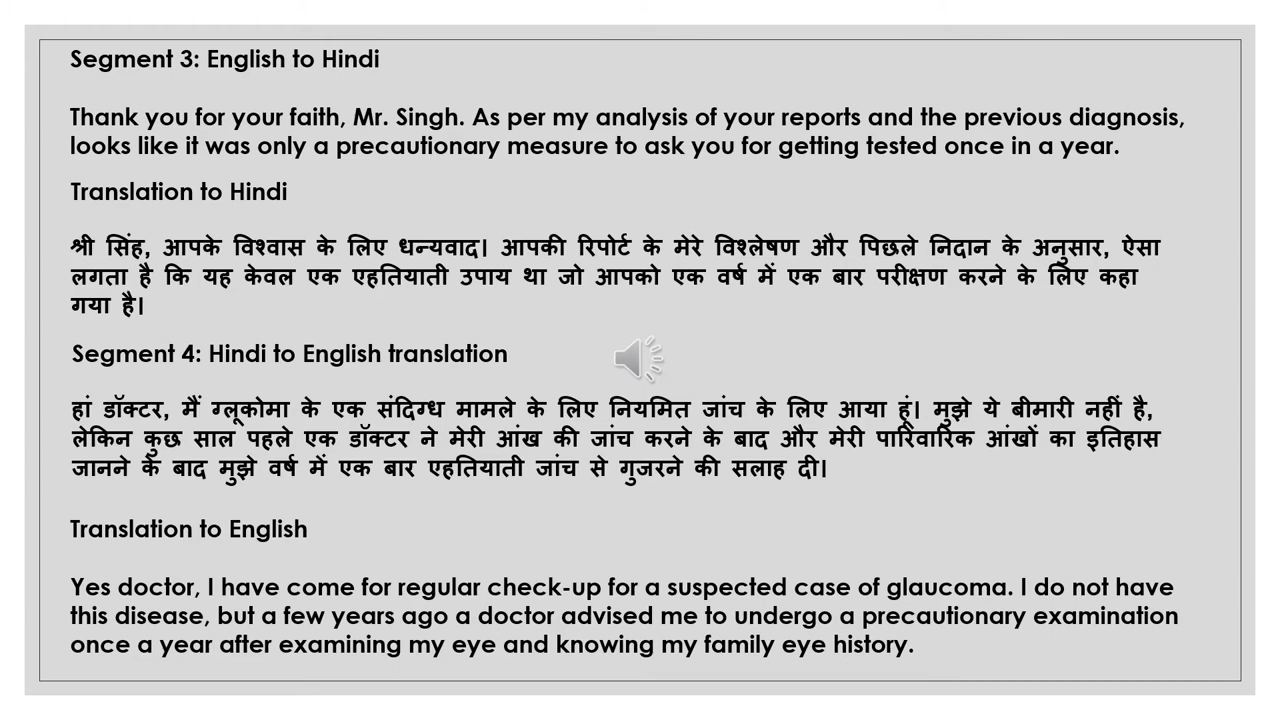 Segment 3: English to Hindi
Thank you for your faith, Mr. Singh. As per my analysis of your reports and the previous diagnosis,
looks like it was only a precautionary measure to ask you for getting tested once in a year.
Translation to Hindi
श्री सिंह, आपके विश्वास के लिए धन्यवाद। आपकी रिपोर्ट के मेरे विश्लेषण और पिछले निदान के अनुसार, ऐसा
लगता है कि यह केवल एक एहतियाती उपाय था जो आपको एक वर्ष में एक बार परीक्षण करने के लिए कहा
गया है।
Segment 4: Hindi to English translation
हां डॉक्टर, मैं ग्लूकोमा के एक संदिग्ध मामले के लिए नियमित जांच के लिए आया हूं। मुझे ये बीमारी नहीं है,
लेकिन कुछ साल पहले एक डॉक्टर ने मेरी आंख की जांच करने के बाद और मेरी पारिवारिक आंखों का इतिहास
जानने के बाद मुझे वर्ष में एक बार एहतियाती जांच से गुजरने की सलाह दी।
Translation to English
Yes doctor, I have come for regular check-up for a suspected case of glaucoma. I do not have
this disease, but a few years ago a doctor advised me to undergo a precautionary examination
once a year after examining my eye and knowing my family eye history.